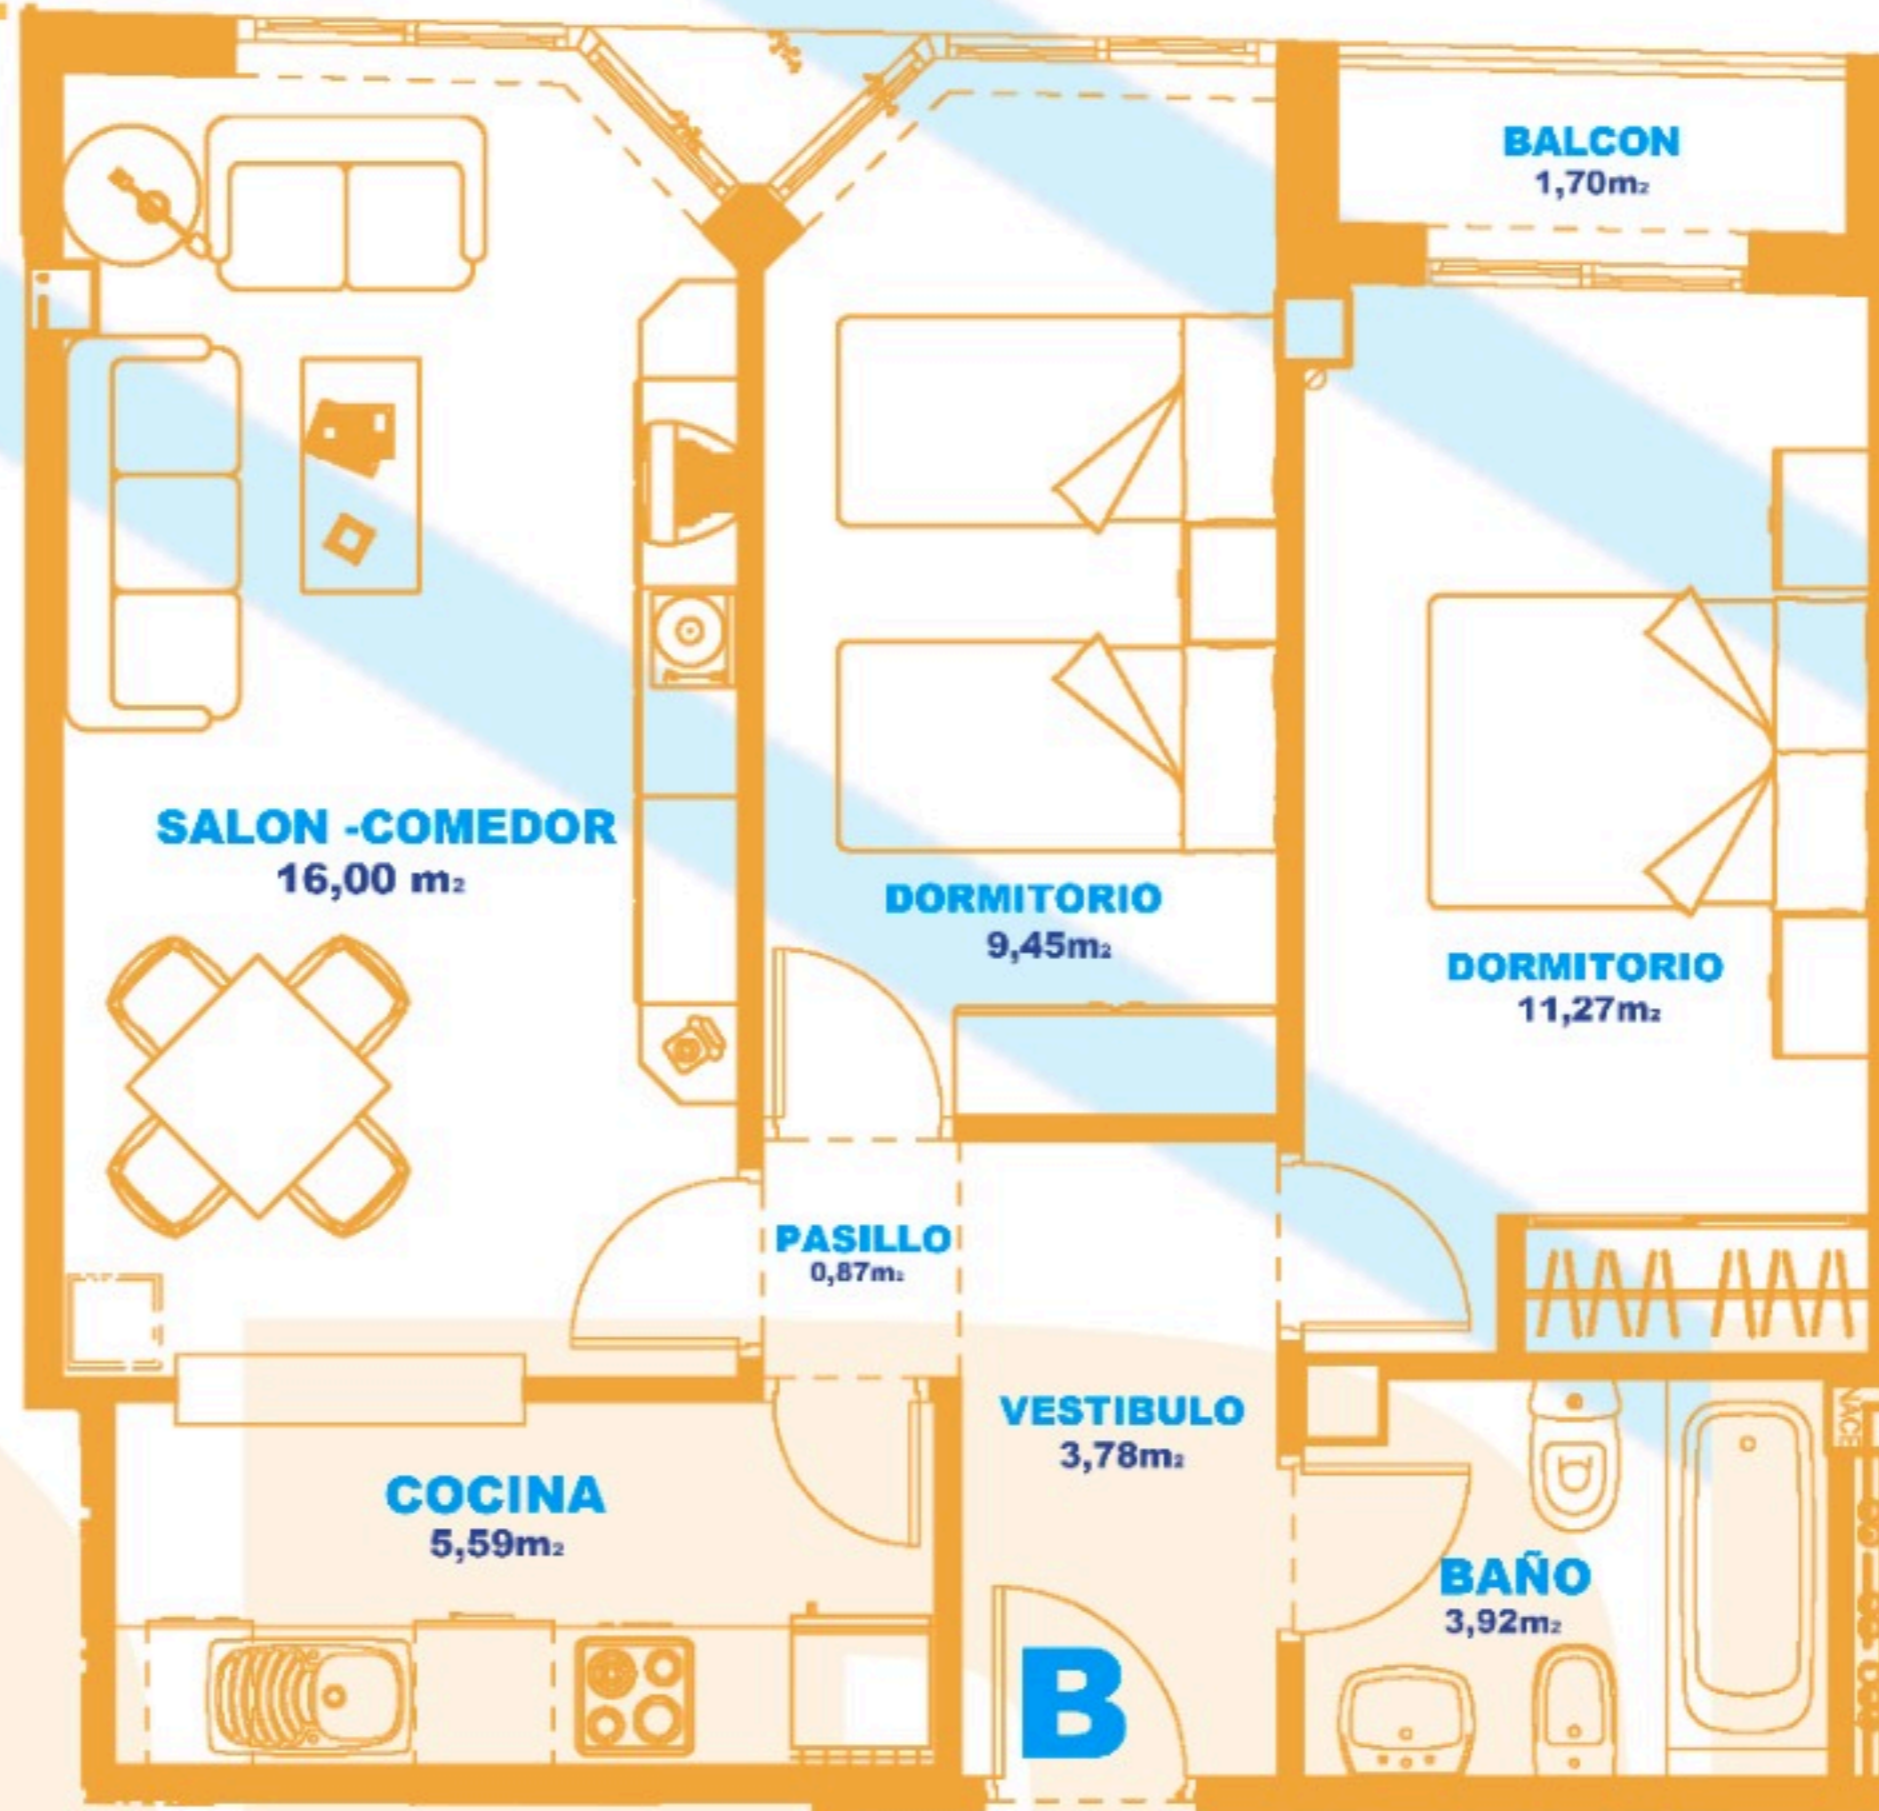 BALCON
1,70m2
SALON -COMEDOR
16,00 m2
DORMITORIO
9,45m2
DORMITORIO
11,27m2
PASILLO
0,87m2
VESTIBULO
3,78m2
COCINA
5,59m2
BAÑO
3,92m2
B